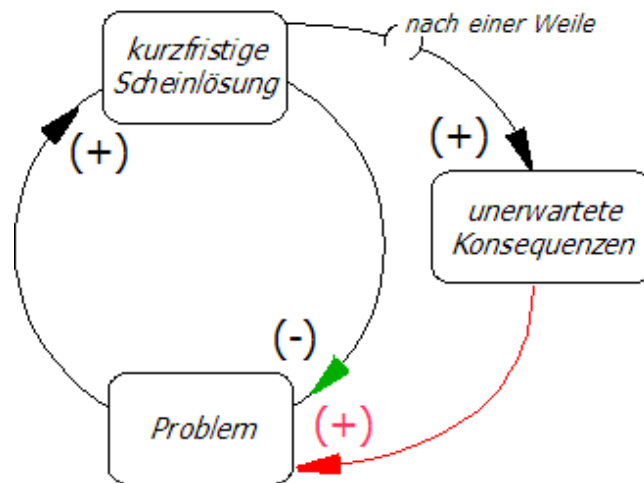 kurzfristige
Scheinlösung
nach einer Weile
(+)
(+)
unerwartete
Konsequenzen
(-)
Problem
(+)